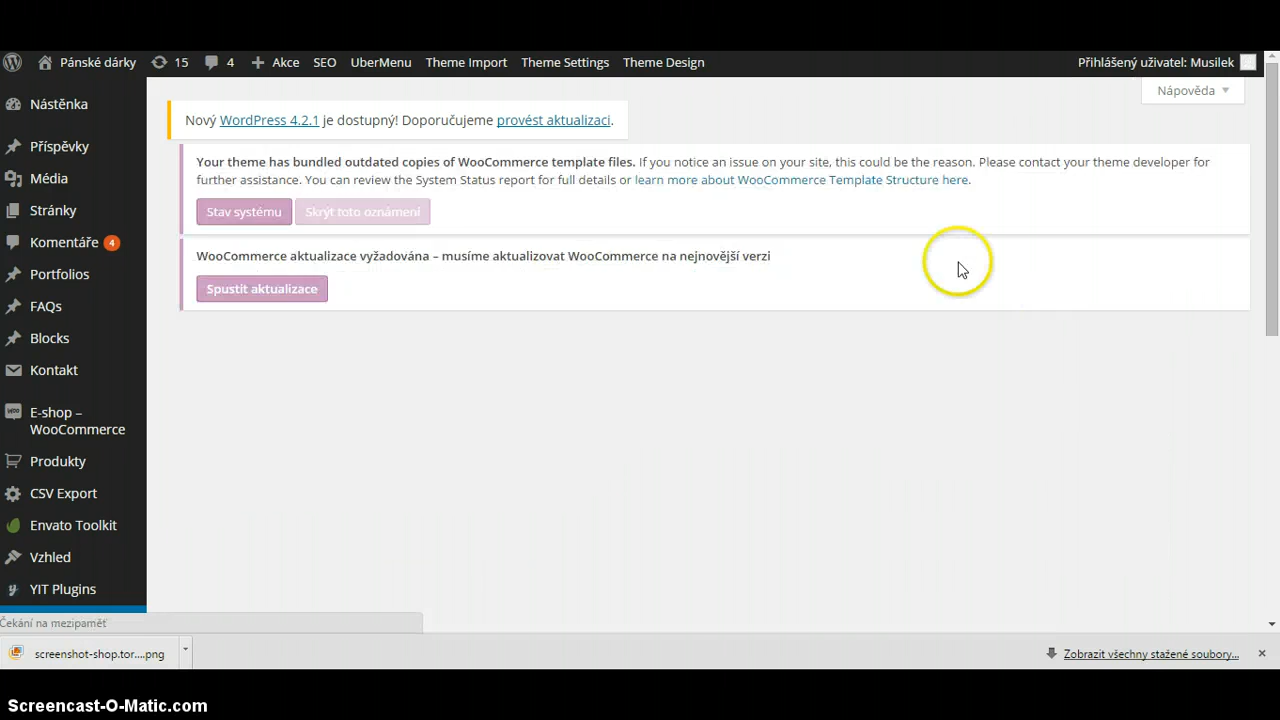 Pánské dárky 15 4 Akce SEO UberMenu Theme Import Theme Settings Theme Design Přihlášený uživatel: Musilek
Nápověda
Nástěnka
Příspěvky
Média
Stránky
Komentáře 4
Portfolios
FAQs
Blocks
Kontakt
E-shop –
WooCommerce
Produkty
CSV Export
Envato Toolkit
Vzhled
YIT Plugins
Nový WordPress 4.2.1 je dostupný! Doporučujeme provést aktualizaci.
Your theme has bundled outdated copies of WooCommerce template files. If you notice an issue on your site, this could be the reason. Please contact your theme developer for
further assistance. You can review the System Status report for full details or learn more about WooCommerce Template Structure here.
Stav systému Skrýt toto oznámení
WooCommerce aktualizace vyžadována – musíme aktualizovat WooCommerce na nejnovější verzi
Spustit aktualizace
Čekání na mezipaměť
screenshot-shop.tor....png
Zobrazit všechny stažené soubory...
Screencast-O-Matic.com